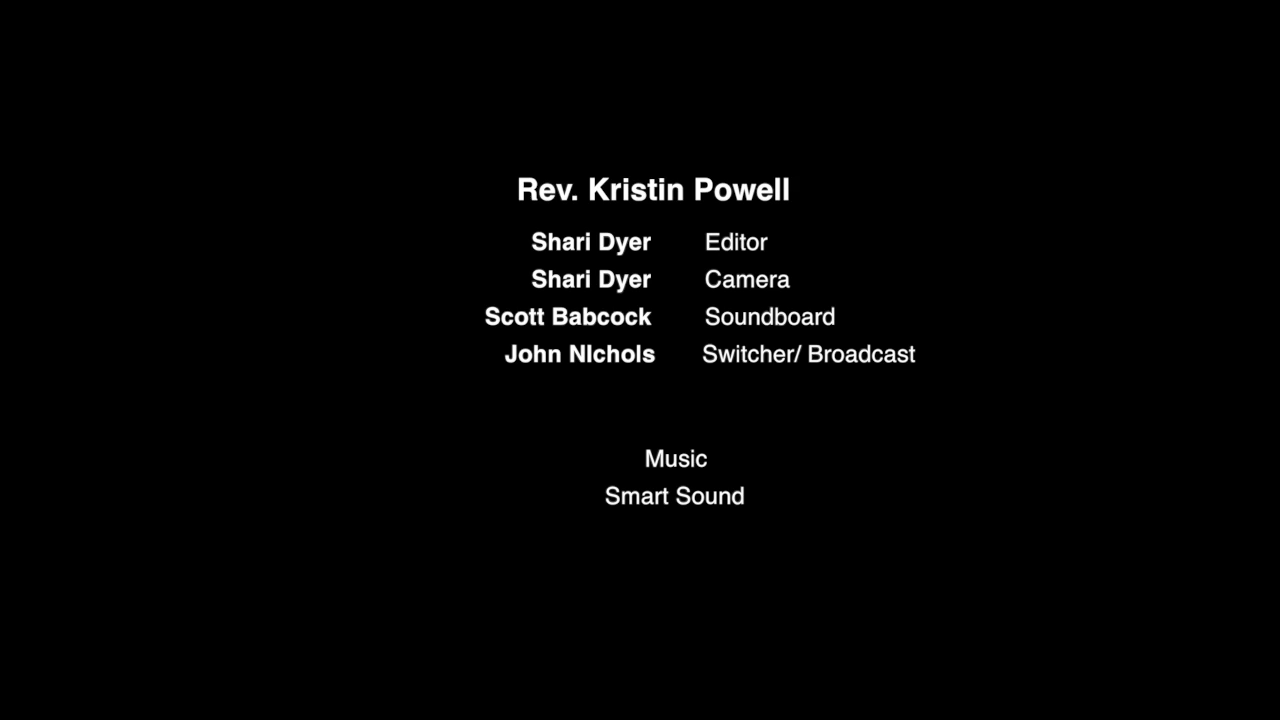 Rev. Kristin Powell
Shari Dyer Editor
Shari Dyer Camera
Scott Babcock Soundboard
John NIchols Switcher/ Broadcast
Music
Smart Sound